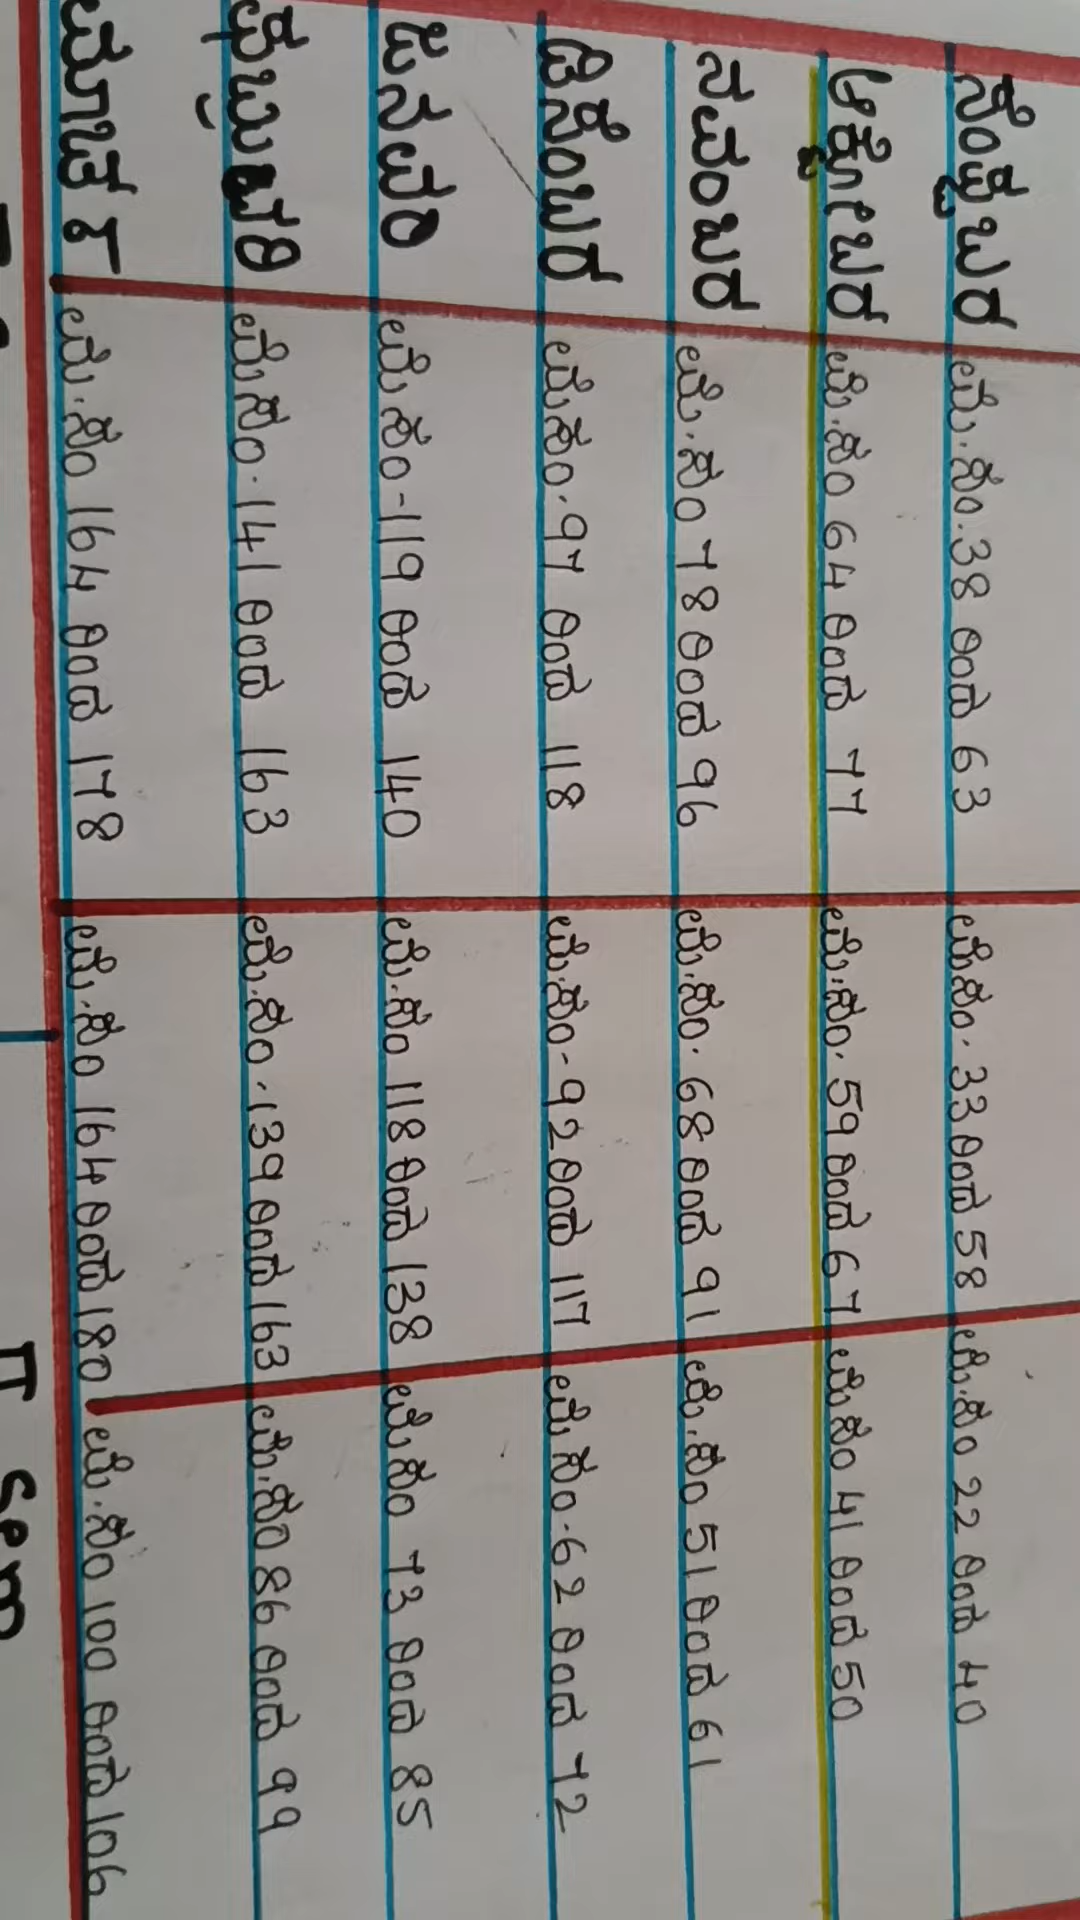 ಸೆಂಪ್ಟೆಂಬರ ಮೆ.ಸಂ.38 ರಿಂದ 63 ಮೆ.ಸಂ. 33 ರಿಂದ 58 ಮೆ.ಸಂ 22 ರಿಂದ 40
ಅಕ್ಟೋಬರ ಮೆ.ಸಂ 64 ರಿಂದ 77 ಮೆ.ಸಂ. 59 ರಿಂದ 67 ಮೆ.ಸಂ 41 ರಿಂದ 50
ನವಂಬರ ಮೆ.ಸಂ 78 ರಿಂದ 96 ಮೆ.ಸಂ. 68 ರಿಂದ 91 ಮೆ.ಸಂ 51 ರಿಂದ 61
ಡಿಸೆಂಬರ ಮೆ.ಸಂ.97 ರಿಂದ 118 ಮೆ.ಸಂ-92 ರಿಂದ 117 ಮೆ.ಸಂ.62 ರಿಂದ 72
ಜನವರಿ ಮೆ.ಸಂ-119 ರಿಂದ 140 ಮೆ.ಸಂ 118 ರಿಂದ 138 ಮೆ.ಸಂ 73 ರಿಂದ 85
ಫೆಬ್ರುವರಿ ಮೆ.ಸಂ.141 ರಿಂದ 163 ಮೆ.ಸಂ.139 ರಿಂದ 163 ಮೆ.ಸಂ 86 ರಿಂದ 99
ಮಾರ್ಚ ಮೆ.ಸಂ 164 ರಿಂದ 178 ಮೆ.ಸಂ 164 ರಿಂದ 180 ಮೆ.ಸಂ 100 ರಿಂದ 106
II sem